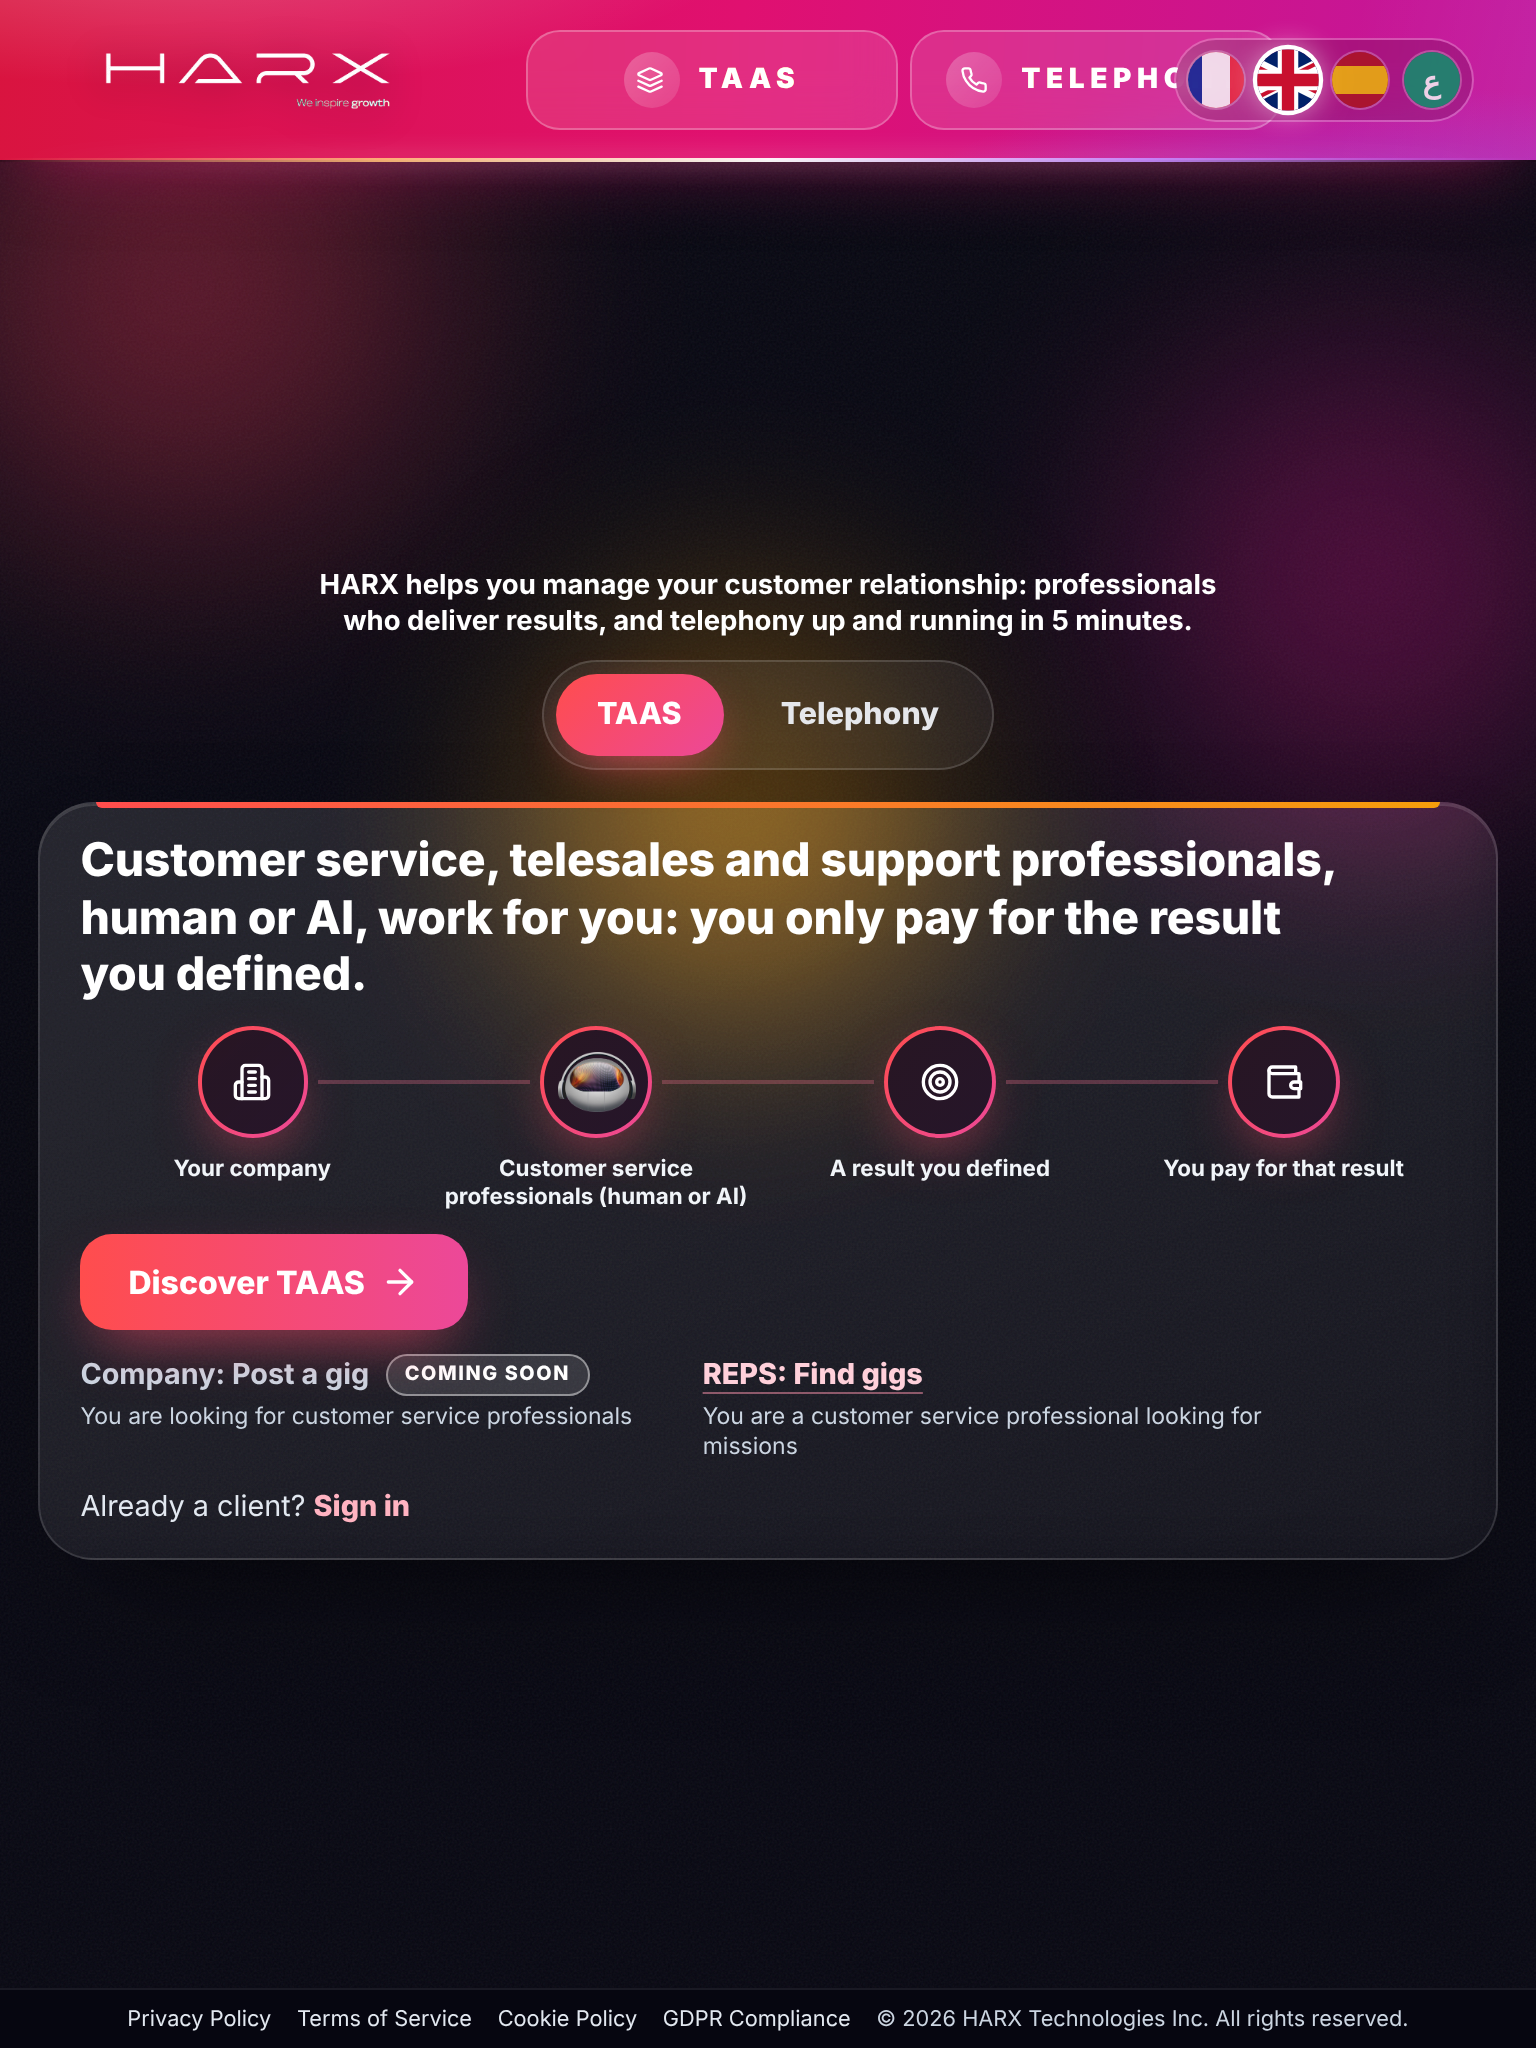 HARX
We inspire growth
TAAS
TELEPHO
ع
HARX helps you manage your customer relationship: professionals
who deliver results, and telephony up and running in 5 minutes.
TAAS
Telephony
Customer service, telesales and support professionals,
human or AI, work for you: you only pay for the result
you defined.
Your company
Customer service
professionals (human or AI)
A result you defined
You pay for that result
Discover TAAS
Company: Post a gig COMING SOON
You are looking for customer service professionals
REPS: Find gigs
You are a customer service professional looking for
missions
Already a client? Sign in
Privacy Policy Terms of Service Cookie Policy GDPR Compliance © 2026 HARX Technologies Inc. All rights reserved.